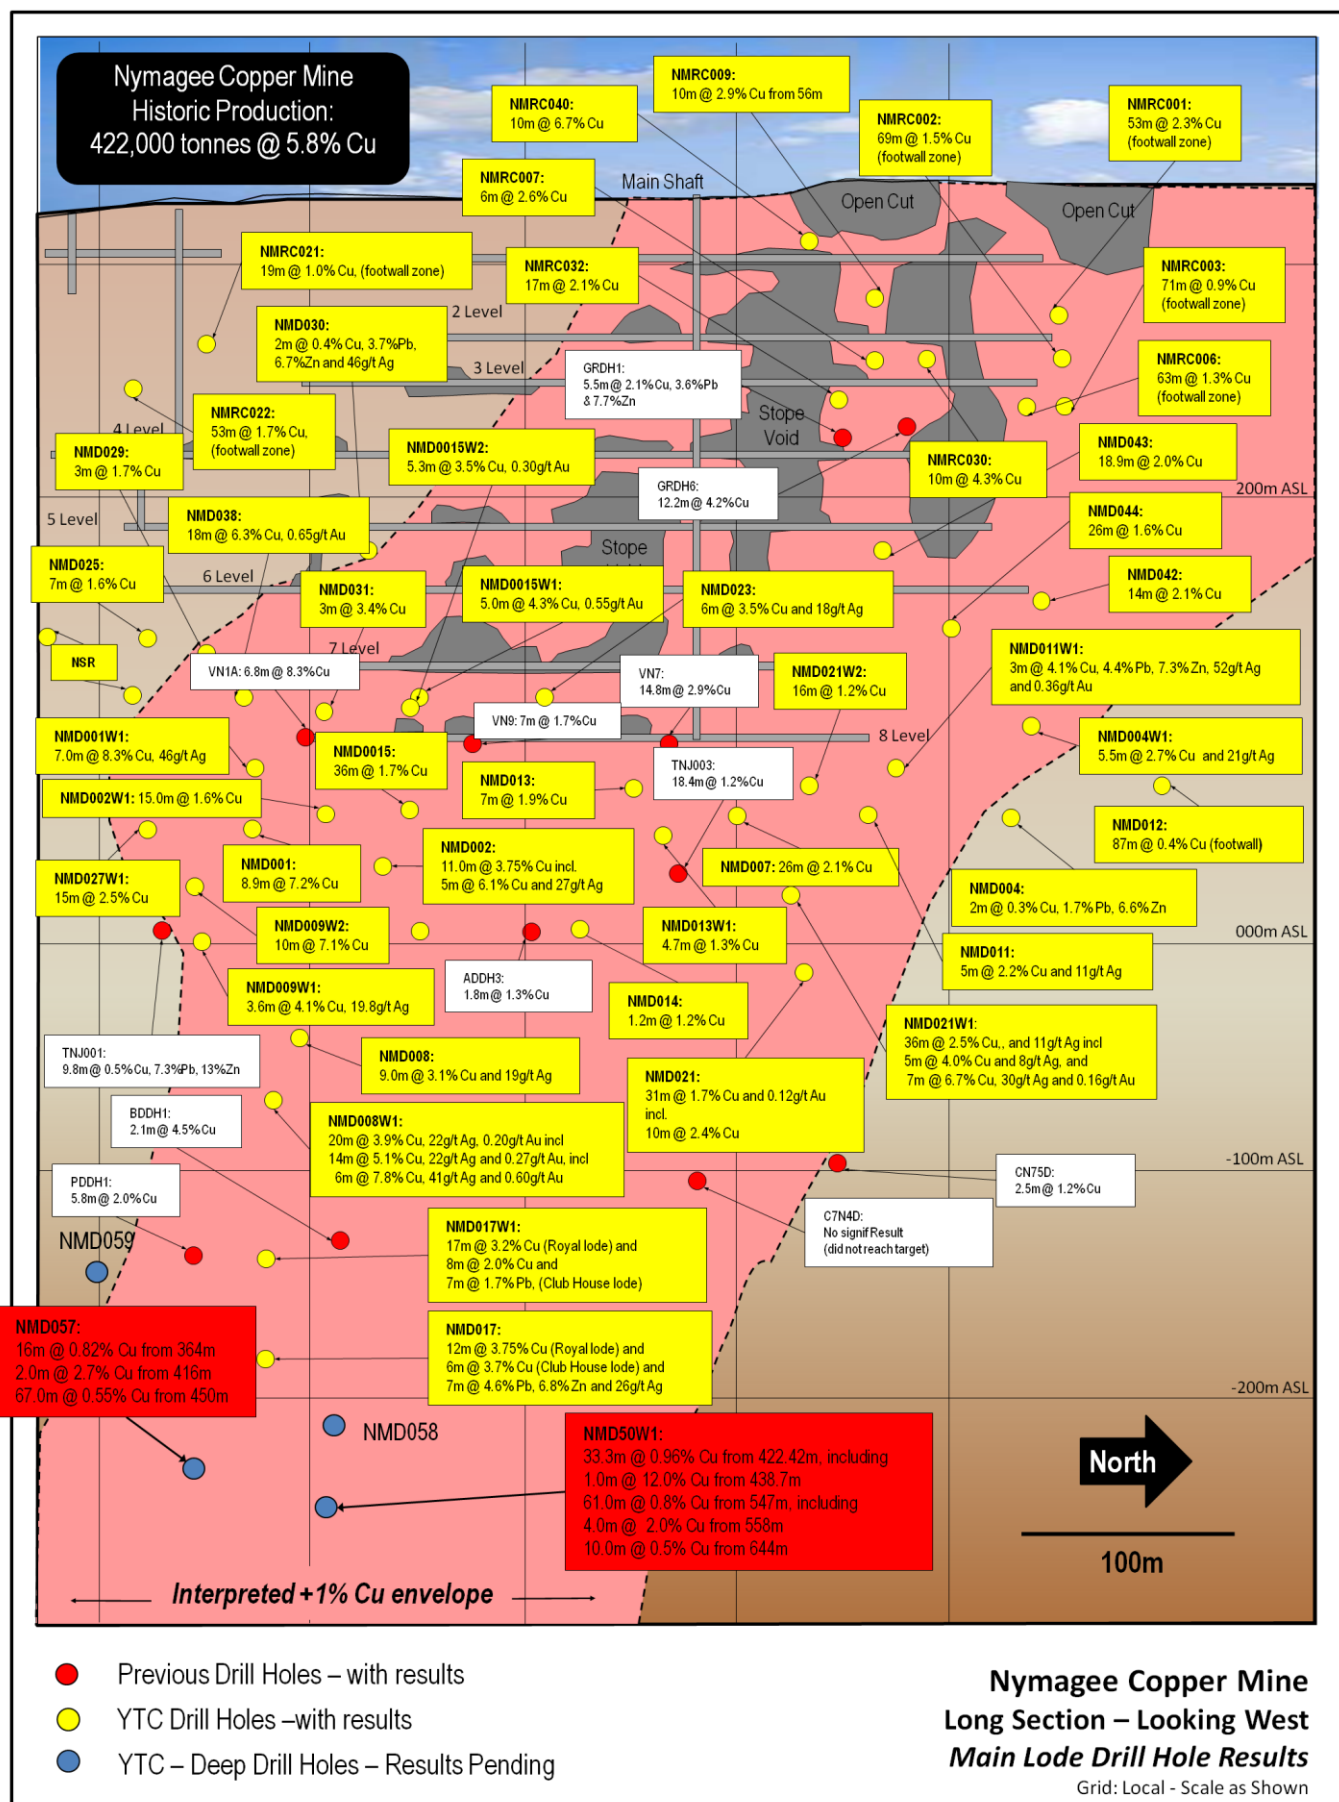 Nymagee Copper Mine
Historic Production:
422,000 tonnes @ 5.8% Cu
NMRC009:
10m @ 2.9% Cu from 56m
NMRC040:
10m @ 6.7% Cu
NMRC002:
69m @ 1.5% Cu
(footwall zone)
NMRC001:
53m @ 2.3% Cu
(footwall zone)
NMRC007:
6m @ 2.6% Cu
Main Shaft
Open Cut
Open Cut
NMRC021:
19m @ 1.0% Cu, (footwall zone)
NMRC032:
17m @ 2.1% Cu
NMRC003:
71m @ 0.9% Cu
(footwall zone)
2 Level
NMD030:
2m @ 0.4% Cu, 3.7%Pb,
6.7%Zn and 46g/t Ag
3 Level
GRDH1:
5.5m @ 2.1% Cu, 3.6%Pb
& 7.7%Zn
NMRC006:
63m @ 1.3% Cu
(footwall zone)
NMRC022:
53m @ 1.7% Cu,
(footwall zone)
Stope
Void
4 Level
NMD029:
3m @ 1.7% Cu
NMD0015W2:
5.3m @ 3.5% Cu, 0.30g/t Au
NMD043:
18.9m @ 2.0% Cu
NMRC030:
10m @ 4.3% Cu
GRDH6:
12.2m @ 4.2%Cu
200m ASL
5 Level
NMD038:
18m @ 6.3% Cu, 0.65g/t Au
NMD044:
26m @ 1.6% Cu
Stope
NMD025:
7m @ 1.6% Cu
6 Level
NMD031:
3m @ 3.4% Cu
NMD0015W1:
5.0m @ 4.3% Cu, 0.55g/t Au
NMD023:
6m @ 3.5% Cu and 18g/t Ag
NMD042:
14m @ 2.1% Cu
7 Level
NSR
VN1A: 6.8m @ 8.3%Cu
VN7:
14.8m @ 2.9%Cu
NMD021W2:
16m @ 1.2% Cu
NMD011W1:
3m @ 4.1% Cu, 4.4% Pb, 7.3% Zn, 52g/t Ag
and 0.36g/t Au
VN9: 7m @ 1.7%Cu
8 Level
NMD001W1:
7.0m @ 8.3% Cu, 46g/t Ag
NMD0015:
36m @ 1.7% Cu
NMD004W1:
5.5m @ 2.7% Cu and 21g/t Ag
TNJ003:
18.4m @ 1.2%Cu
NMD013:
7m @ 1.9% Cu
NMD002W1: 15.0m @ 1.6% Cu
NMD012:
87m @ 0.4% Cu (footwall)
NMD002:
11.0m @ 3.75% Cu incl.
5m @ 6.1% Cu and 27g/t Ag
NMD001:
8.9m @ 7.2% Cu
NMD007: 26m @ 2.1% Cu
NMD027W1:
15m @ 2.5% Cu
NMD004:
2m @ 0.3% Cu, 1.7% Pb, 6.6% Zn
NMD009W2:
10m @ 7.1% Cu
NMD013W1:
4.7m @ 1.3% Cu
000m ASL
NMD011:
5m @ 2.2% Cu and 11g/t Ag
ADDH3:
1.8m @ 1.3% Cu
NMD009W1:
3.6m @ 4.1% Cu, 19.8g/t Ag
NMD014:
1.2m @ 1.2% Cu
NMD021W1:
36m @ 2.5% Cu,, and 11g/t Ag incl
5m @ 4.0% Cu and 8g/t Ag, and
7m @ 6.7% Cu, 30g/t Ag and 0.16g/t Au
TNJ001:
9.8m @ 0.5% Cu, 7.3%Pb, 13%Zn
NMD008:
9.0m @ 3.1% Cu and 19g/t Ag
NMD021:
31m @ 1.7% Cu and 0.12g/t Au
incl.
10m @ 2.4% Cu
BDDH1:
2.1m @ 4.5%Cu
NMD008W1:
20m @ 3.9% Cu, 22g/t Ag, 0.20g/t Au incl
14m @ 5.1% Cu, 22g/t Ag and 0.27g/t Au, incl
6m @ 7.8% Cu, 41g/t Ag and 0.60g/t Au
-100m ASL
CN75D:
2.5m @ 1.2%Cu
PDDH1:
5.8m @ 2.0%Cu
C7N4D:
No signif Result
(did not reach target)
NMD059
NMD017W1:
17m @ 3.2% Cu (Royal lode) and
8m @ 2.0% Cu and
7m @ 1.7% Pb, (Club House lode)
NMD057:
16m @ 0.82% Cu from 364m
2.0m @ 2.7% Cu from 416m
67.0m @ 0.55% Cu from 450m
NMD017:
12m @ 3.75% Cu (Royal lode) and
6m @ 3.7% Cu (Club House lode) and
7m @ 4.6% Pb, 6.8% Zn and 26g/t Ag
-200m ASL
NMD058
NMD50W1:
33.3m @ 0.96% Cu from 422.42m, including
1.0m @ 12.0% Cu from 438.7m
61.0m @ 0.8% Cu from 547m, including
4.0m @ 2.0% Cu from 558m
10.0m @ 0.5% Cu from 644m
North
100m
Interpreted +1% Cu envelope
Previous Drill Holes – with results
YTC Drill Holes –with results
YTC – Deep Drill Holes – Results Pending
Nymagee Copper Mine
Long Section – Looking West
Main Lode Drill Hole Results
Grid: Local - Scale as Shown